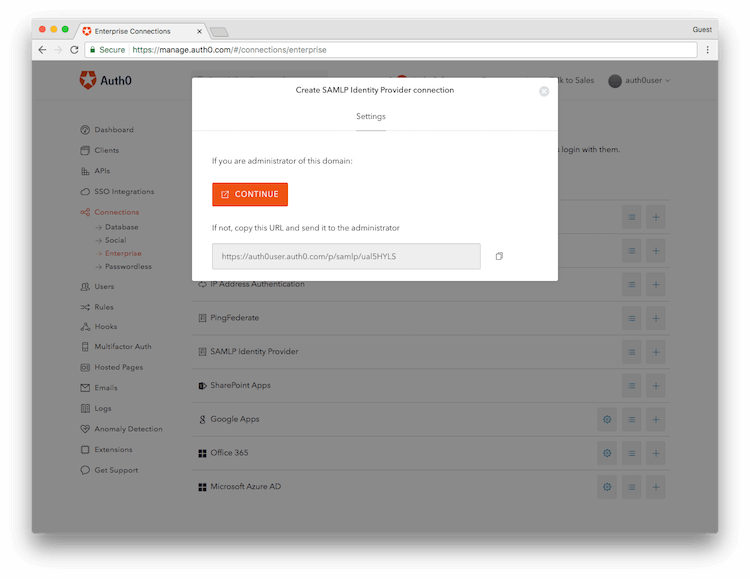 Enterprise Connections
Guest
Secure https://manage.auth0.com/#/connections/enterprise
Auth0
to Sales
auth0user
Create SAMLP Identity Provider connection
Settings
If you are administrator of this domain:
CONTINUE
If not, copy this URL and send it to the administrator
https://auth0user.auth0.com/p/samlp/ual5HYLS
login with them.
Dashboard
Clients
APIs
SSO Integrations
Connections
Database
Social
Enterprise
Passwordless
Users
Rules
Hooks
Multifactor Auth
Hosted Pages
Emails
Logs
Anomaly Detection
Extensions
Get Support
IP Address Authentication
PingFederate
SAMLP Identity Provider
SharePoint Apps
Google Apps
Office 365
Microsoft Azure AD